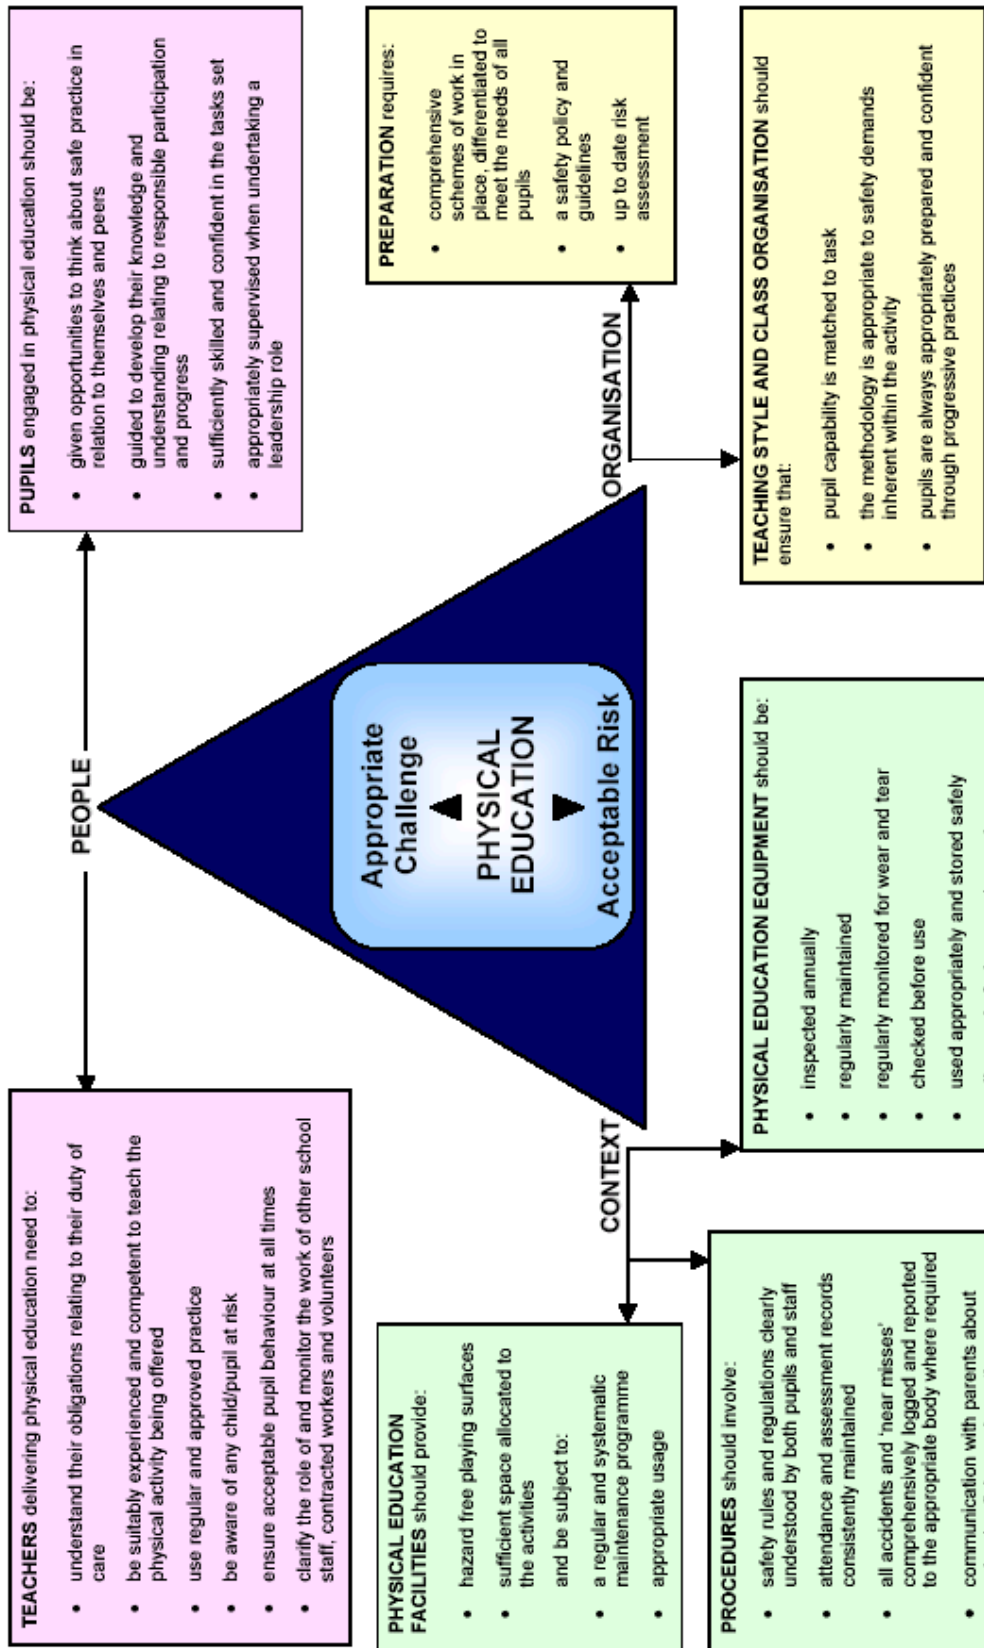 TEACHERS delivering physical education need to:
• understand their obligations relating to their duty of
care
• be suitably experienced and competent to teach the
physical activity being offered
• use regular and approved practice
• be aware of any child/pupil at risk
• ensure acceptable pupil behaviour at all times
• clarify the role of and monitor the work of other school
staff, contracted workers and volunteers
PEOPLE
PUPILS engaged in physical education should be:
• given opportunities to think about safe practice in
relation to themselves and peers
• guided to develop their knowledge and
understanding relating to responsible participation
and progress
• sufficiently skilled and confident in the tasks set
• appropriately supervised when undertaking a
leadership role
Appropriate
Challenge
PHYSICAL
EDUCATION
Acceptable Risk
CONTEXT
PHYSICAL EDUCATION
FACILITIES should provide:
• hazard free playing surfaces
• sufficient space allocated to
the activities
and be subject to:
• a regular and systematic
maintenance programme
• appropriate usage
PROCEDURES should involve:
• safety rules and regulations clearly
understood by both pupils and staff
• attendance and assessment records
consistently maintained
• all accidents and 'near misses'
comprehensively logged and reported
to the appropriate body where required
• communication with parents about
PHYSICAL EDUCATION EQUIPMENT should be:
• inspected annually
• regularly maintained
• regularly monitored for wear and tear
• checked before use
• used appropriately and stored safely
ORGANISATION
PREPARATION requires:
• comprehensive
schemes of work in
place, differentiated to
meet the needs of all
pupils
• a safety policy and
guidelines
• up to date risk
assessment
TEACHING STYLE AND CLASS ORGANISATION should
ensure that:
• pupil capability is matched to task
• the methodology is appropriate to safety demands
inherent within the activity
• pupils are always appropriately prepared and confident
through progressive practices